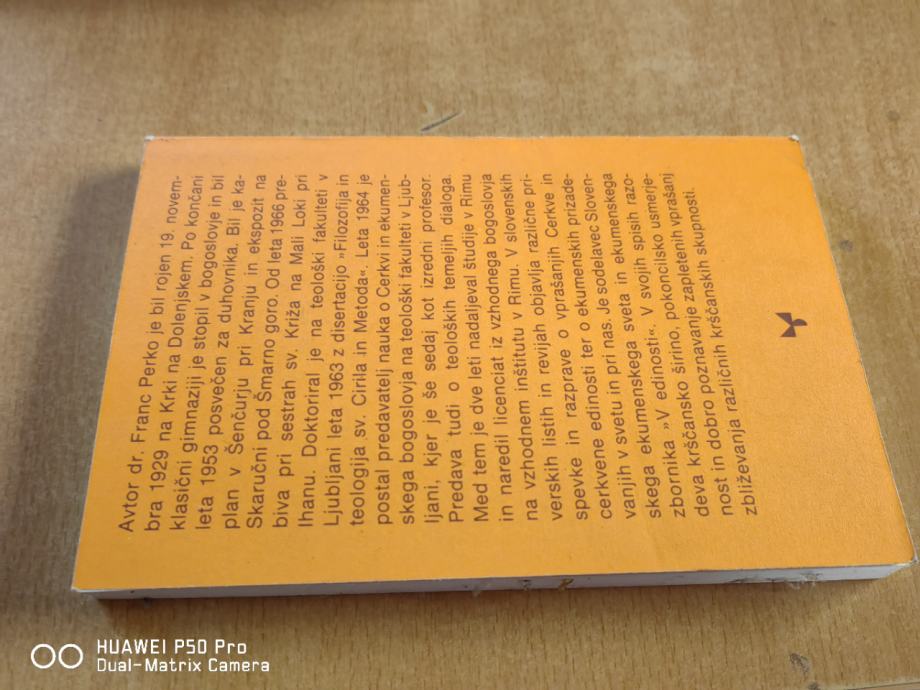 Avtor dr. Franc Perko je bil rojen 19. novem-
bra 1929 na Krki na Dolenjskem. Po končani
klasični gimnaziji je stopil v bogoslovje in bil
leta 1953 posvečen za duhovnika. Bil je ka-
plan v Šenčurju pri Kranju in ekspozit na
Skaručni pod Šmarno goro. Od leta 1966 pre-
biva pri sestrah sv. Križa na Mali Loki pri
Ihanu. Doktoriral je na teološki fakulteti v
Ljubljani leta 1963 z disertacijo »Filozofija in
teologija sv. Cirila in Metoda«. Leta 1964 je
postal predavatelj nauka o Cerkvi in ekumen-
skega bogoslovja na teološki fakulteti v Ljub-
ljani, kjer je še sedaj kot izredni profesor.
Predava tudi o teoloških temeljih dialoga.
Med tem je dve leti nadaljeval študije v Rimu
in naredil licenciat iz vzhodnega bogoslovja
na vzhodnem inštitutu v Rimu. V slovenskih
verskih listih in revijah objavlja različne pri-
spevke in razprave o vprašanjih Cerkve in
cerkvene edinosti ter o ekumenskih prizade-
vanjih v svetu in pri nas. Je sodelavec Sloven-
skega ekumenskega sveta in ekumenskega
zbornika »V edinosti«. V svojih spisih razo-
deva krščansko širino, pokoncilsko usmerje-
nost in dobro poznavanje zapletenih vprašanj
zbliževanja različnih krščanskih skupnosti.
HUAWEI P50 Pro
Dual-Matrix Camera